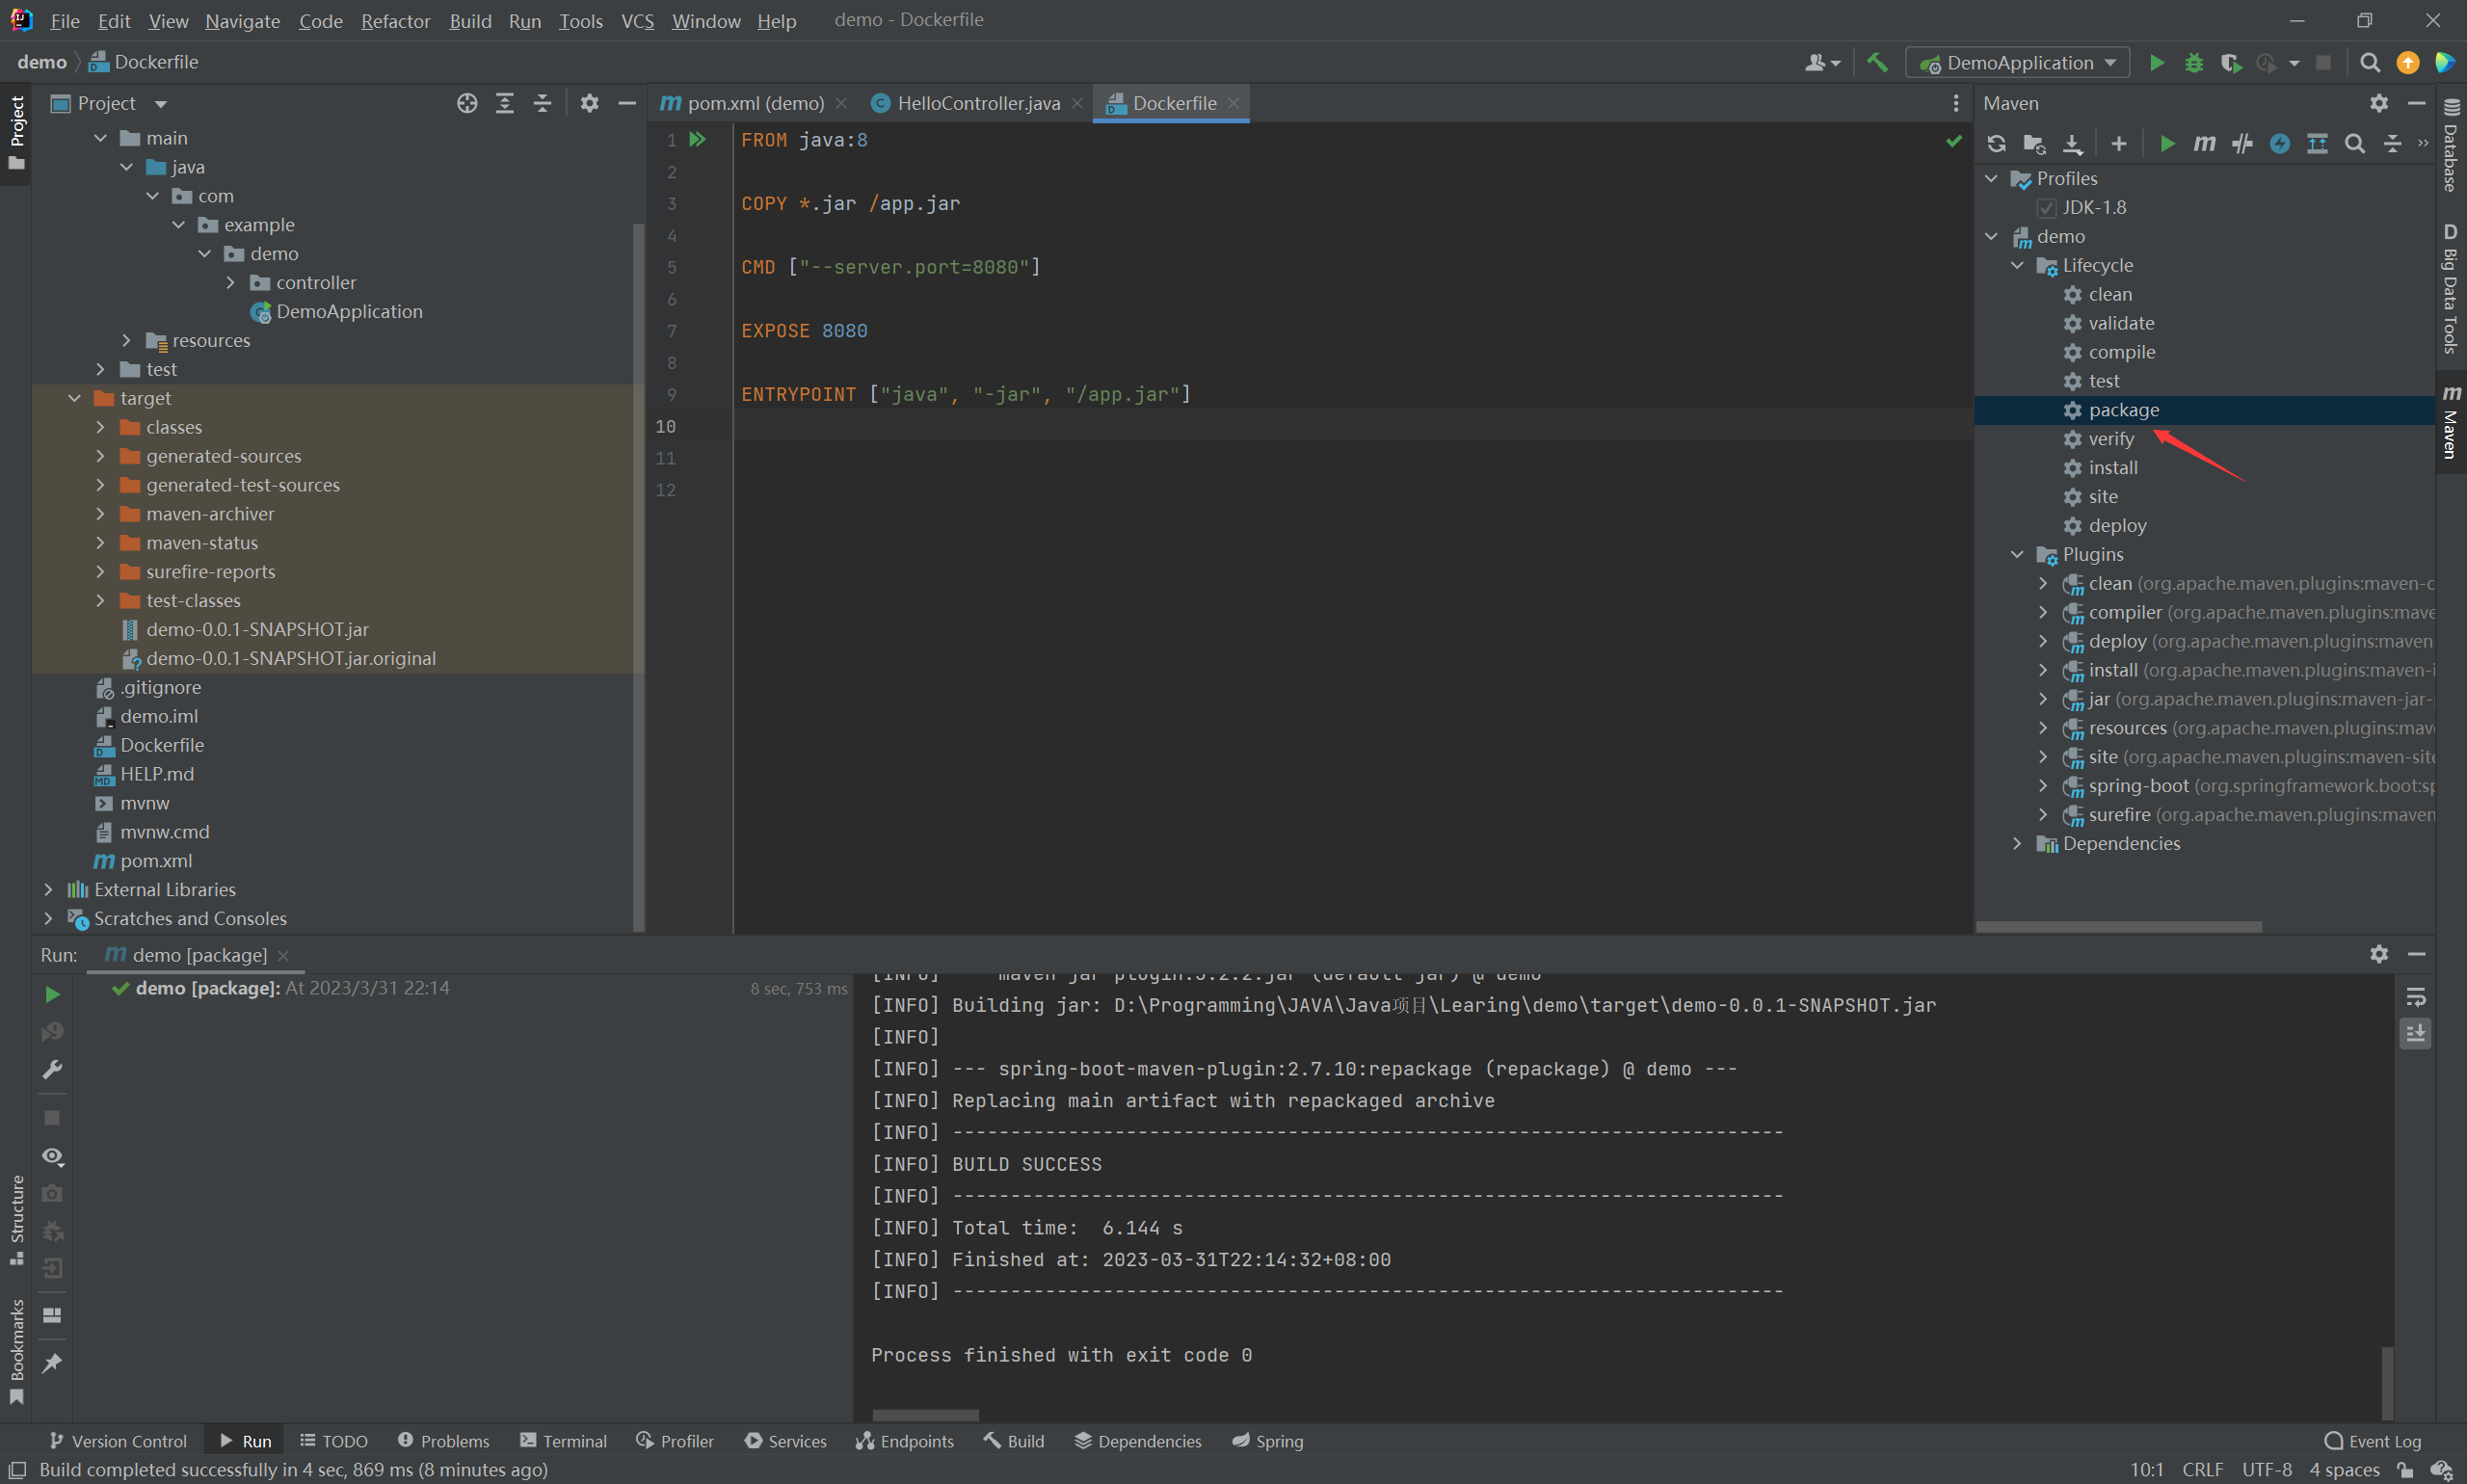 File Edit View Navigate Code Refactor Build Run Tools VCS Window Help demo - Dockerfile
demo Dockerfile
DemoApplication
Project
pom.xml (demo) HelloController.java Dockerfile
Maven
Project
main
java
com
example
demo
controller
DemoApplication
resources
test
target
classes
generated-sources
generated-test-sources
maven-archiver
maven-status
surefire-reports
test-classes
demo-0.0.1-SNAPSHOT.jar
demo-0.0.1-SNAPSHOT.jar.original
.gitignore
demo.iml
Dockerfile
HELP.md
mvnw
mvnw.cmd
pom.xml
External Libraries
Scratches and Consoles
1 FROM java:8
2
3 COPY *.jar /app.jar
4
5 CMD ["--server.port=8080"]
6
7 EXPOSE 8080
8
9 ENTRYPOINT ["java", "-jar", "/app.jar"]
10
11
12
Profiles
JDK-1.8
demo
Lifecycle
clean
validate
compile
test
package
verify
install
site
deploy
Plugins
clean (org.apache.maven.plugins:maven-c
compiler (org.apache.maven.plugins:mave
deploy (org.apache.maven.plugins:maven-
install (org.apache.maven.plugins:maven-i
jar (org.apache.maven.plugins:maven-jar-
resources (org.apache.maven.plugins:mav
site (org.apache.maven.plugins:maven-site
spring-boot (org.springframework.boot:sp
surefire (org.apache.maven.plugins:maven
Dependencies
Database
D Big Data Tools
m Maven
Run: demo [package]
demo [package]: At 2023/3/31 22:14 8 sec, 753 ms
[INFO] --- maven-jar-plugin:3.2.2:jar (default-jar) @ demo
[INFO] Building jar: D:\Programming\JAVA\Java项目\Learing\demo\target\demo-0.0.1-SNAPSHOT.jar
[INFO]
[INFO] --- spring-boot-maven-plugin:2.7.10:repackage (repackage) @ demo ---
[INFO] Replacing main artifact with repackaged archive
[INFO] ------------------------------------------------------------------------
[INFO] BUILD SUCCESS
[INFO] ------------------------------------------------------------------------
[INFO] Total time:  6.144 s
[INFO] Finished at: 2023-03-31T22:14:32+08:00
[INFO] ------------------------------------------------------------------------
Process finished with exit code 0
Structure
Bookmarks
Version Control Run TODO Problems Terminal Profiler Services Endpoints Build Dependencies Spring Event Log
Build completed successfully in 4 sec, 869 ms (8 minutes ago) 10:1 CRLF UTF-8 4 spaces